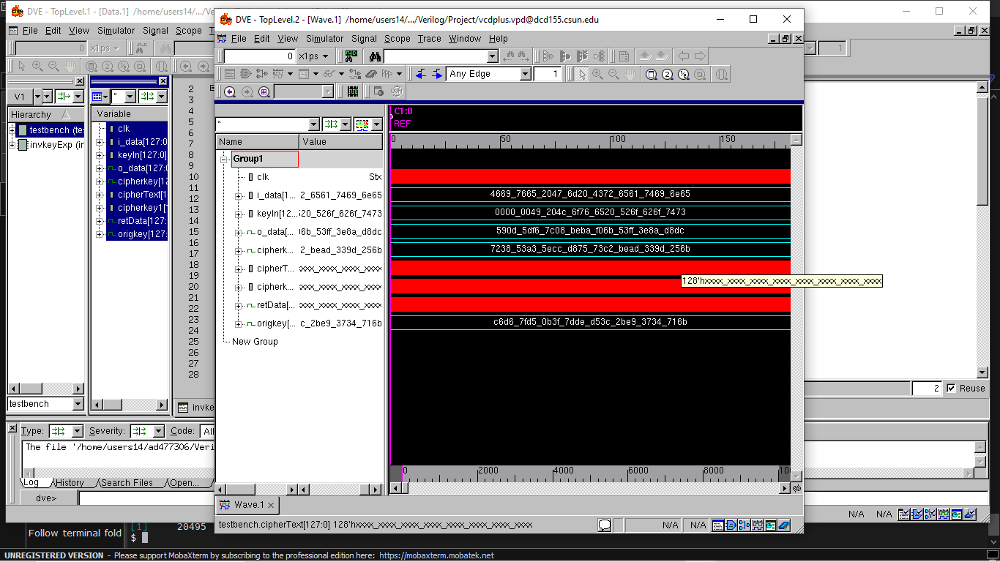 DVE - TopLevel.1 - [Data.1] /home/users14/.../Verilog/Project/
DVE - TopLevel.2 - [Wave.1] /home/users14/.../Verilog/Project/vcdplus.vpd@dcd155.csun.edu
File Edit View Simulator Signal Scope
File Edit View Simulator Signal Scope Trace Window Help
0 x1ps
0 x1ps
Any Edge 1
1
V1
*
Hierarchy
Variable
testbench (tes
invkeyExp (in
clk
i_data[127:0
keyIn[127:0]
o_data[127:0
cipherkey[12
cipherText[1
cipherkey1[1
retData[127:
origkey[127:
2
3
4
5
6
7
8
9
10
11
12
13
14
15
16
17
18
19
20
21
22
23
24
25
26
27
28
*
C1:0
REF
Name Value
0 50 100 150
Group1
clk Stx
i_data[1... 2_6561_7469_6e65 4669_7665_2047_6d20_4372_6561_7469_6e65
keyIn[12... 520_526f_626f_7473 0000_0049_204c_6f76_6520_526f_626f_7473
o_data[... 06b_53ff_3e8a_d8dc 590d_5df6_7c08_beba_f06b_53ff_3e8a_d8dc
cipherk... 2_bead_339d_256b 7238_53a3_5ecc_d875_73c2_bead_339d_256b
cipherT... xxx_xxxx_xxxx_xxxx
128'hxxxx_xxxx_xxxx_xxxx_xxxx_xxxx_xxxx_xxxx
cipherk... xxx_xxxx_xxxx_xxxx
retData[... xxx_xxxx_xxxx_xxxx
origkey[... c_2be9_3734_716b c6d6_7fd5_0b3f_7dde_d53c_2be9_3734_716b
New Group
testbench
2 Reuse
invke
Type: Severity: Code: All
The file '/home/users14/ad477306/Veri
Log History Search Files Open...
dve>
0 2000 4000 6000 8000
Wave.1
testbench.cipherText[127:0] 128'hxxxx_xxxx_xxxx_xxxx_xxxx_xxxx_xxxx_xxxx
N/A N/A
N/A N/A
Follow terminal fold
[1] 20495
$
UNREGISTERED VERSION - Please support MobaXterm by subscribing to the professional edition here: https://mobaxterm.mobatek.net